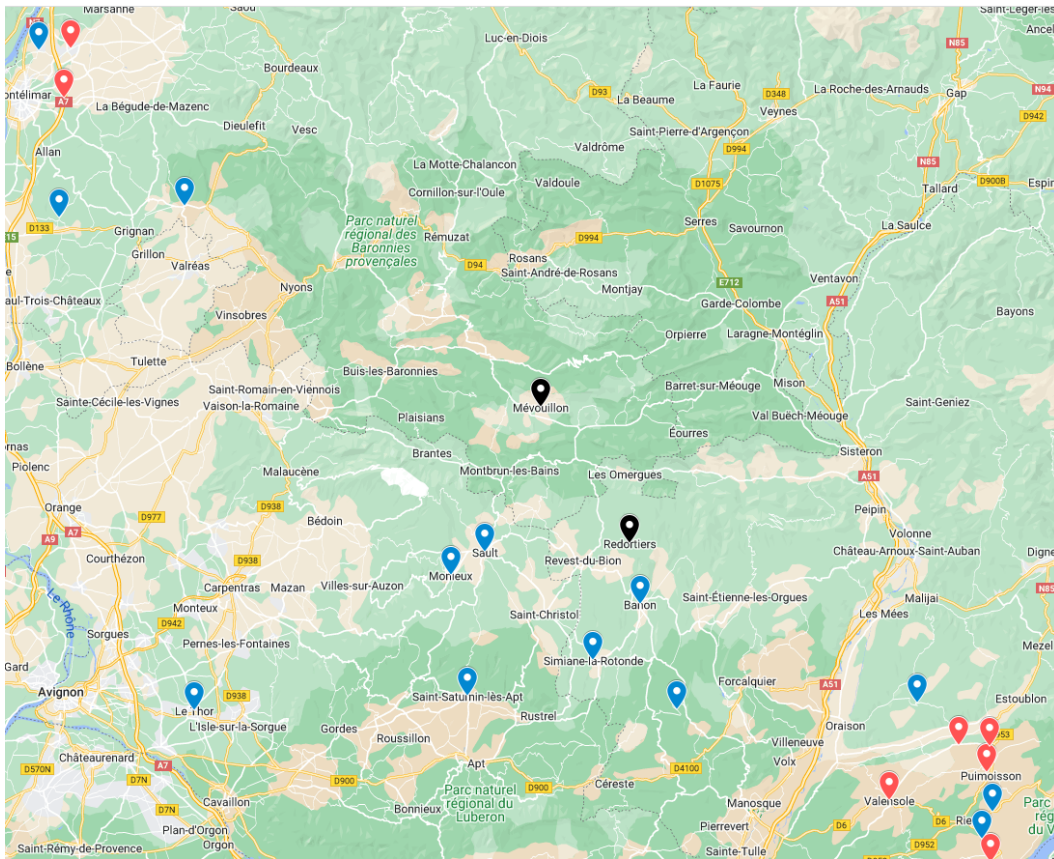 Marsanne
Saou
Saint-Léger-les
Ancel
N7
Luc-en-Diois
N85
ontélimar
A7
Bourdeaux
La Bégude-de-Mazenc
D93
La Beaume
La Faurie
D348
Veynes
La Roche-des-Arnauds
Gap
N94
D942
Dieulefit
Vesc
Saint-Pierre-d'Argençon
D994
Valdrôme
Allan
La Motte-Chalancon
Cornillon-sur-l'Oule
Valdoule
D1075
N85
D900B
Espin
Tallard
D133
E15
Grignan
Grillon
Valréas
Parc naturel
régional des
Baronnies
provençales
Rémuzat
D994
Serres
Savournon
La Saulce
D94
Rosans
Saint-André-de-Rosans
Montjay
E712
Ventavon
A51
aul-Trois-Châteaux
Nyons
Vinsobres
Garde-Colombe
Bayons
Orpierre
Laragne-Montéglin
Bollène
Tulette
Buis-les-Baronnies
Saint-Romain-en-Viennois
Vaison-la-Romaine
Sainte-Cécile-les-Vignes
Mévouillon
Barret-sur-Méouge
Mison
Saint-Geniez
Plaisians
Val Buëch-Méouge
Éourres
ornas
Piolenc
Brantes
Sisteron
Malaucène
Montbrun-les-Bains
Les Omergues
A51
Orange
A7
A9
D977
D938
Bédoin
Peipin
Volonne
Courthézon
Sault
Redortiers
Revest-du-Bion
Château-Arnoux-Saint-Auban
Digne
D938
Carpentras
Mazan
Villes-sur-Auzon
Monieux
N85
Le Rhône
Monteux
Banon
Saint-Étienne-les-Orgues
Malijai
Saint-Christol
Les Mées
D942
Sorgues
Pernes-les-Fontaines
Mezel
Gard
Simiane-la-Rotonde
Avignon
D938
Le Thor
L'Isle-sur-la-Sorgue
Saint-Saturnin-lès-Apt
Forcalquier
A51
Estoublon
Rustrel
Oraison
Gordes
Roussillon
Villeneuve
Volx
D953
Châteaurenard
A7
D570N
D7N
D900
Apt
D4100
D900
Céreste
Puimoisson
Parc naturel
régional du
Luberon
Valensole
Manosque
Cavaillon
Bonnieux
D7N
Parc
rég
du V
Plan-d'Orgon
Orgon
Pierrevert
D6
D6
Riez
Saint-Rémy-de-Provence
Sainte-Tulle
D952